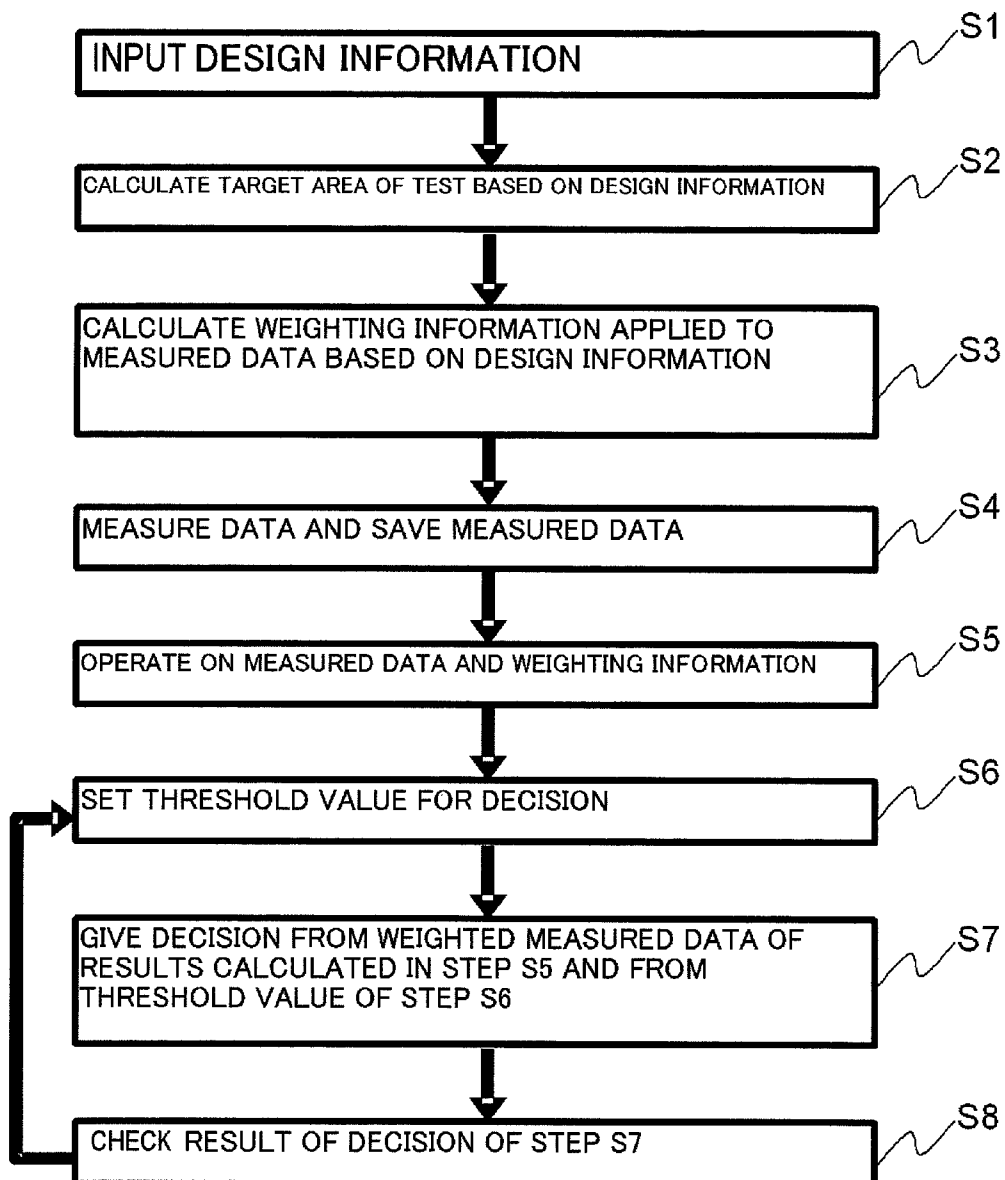 S1
INPUT DESIGN INFORMATION
S2
CALCULATE TARGET AREA OF TEST BASED ON DESIGN INFORMATION
CALCULATE WEIGHTING INFORMATION APPLIED TO
MEASURED DATA BASED ON DESIGN INFORMATION
S3
S4
MEASURE DATA AND SAVE MEASURED DATA
S5
OPERATE ON MEASURED DATA AND WEIGHTING INFORMATION
S6
SET THRESHOLD VALUE FOR DECISION
S7
GIVE DECISION FROM WEIGHTED MEASURED DATA OF
RESULTS CALCULATED IN STEP S5 AND FROM
THRESHOLD VALUE OF STEP S6
S8
CHECK RESULT OF DECISION OF STEP S7